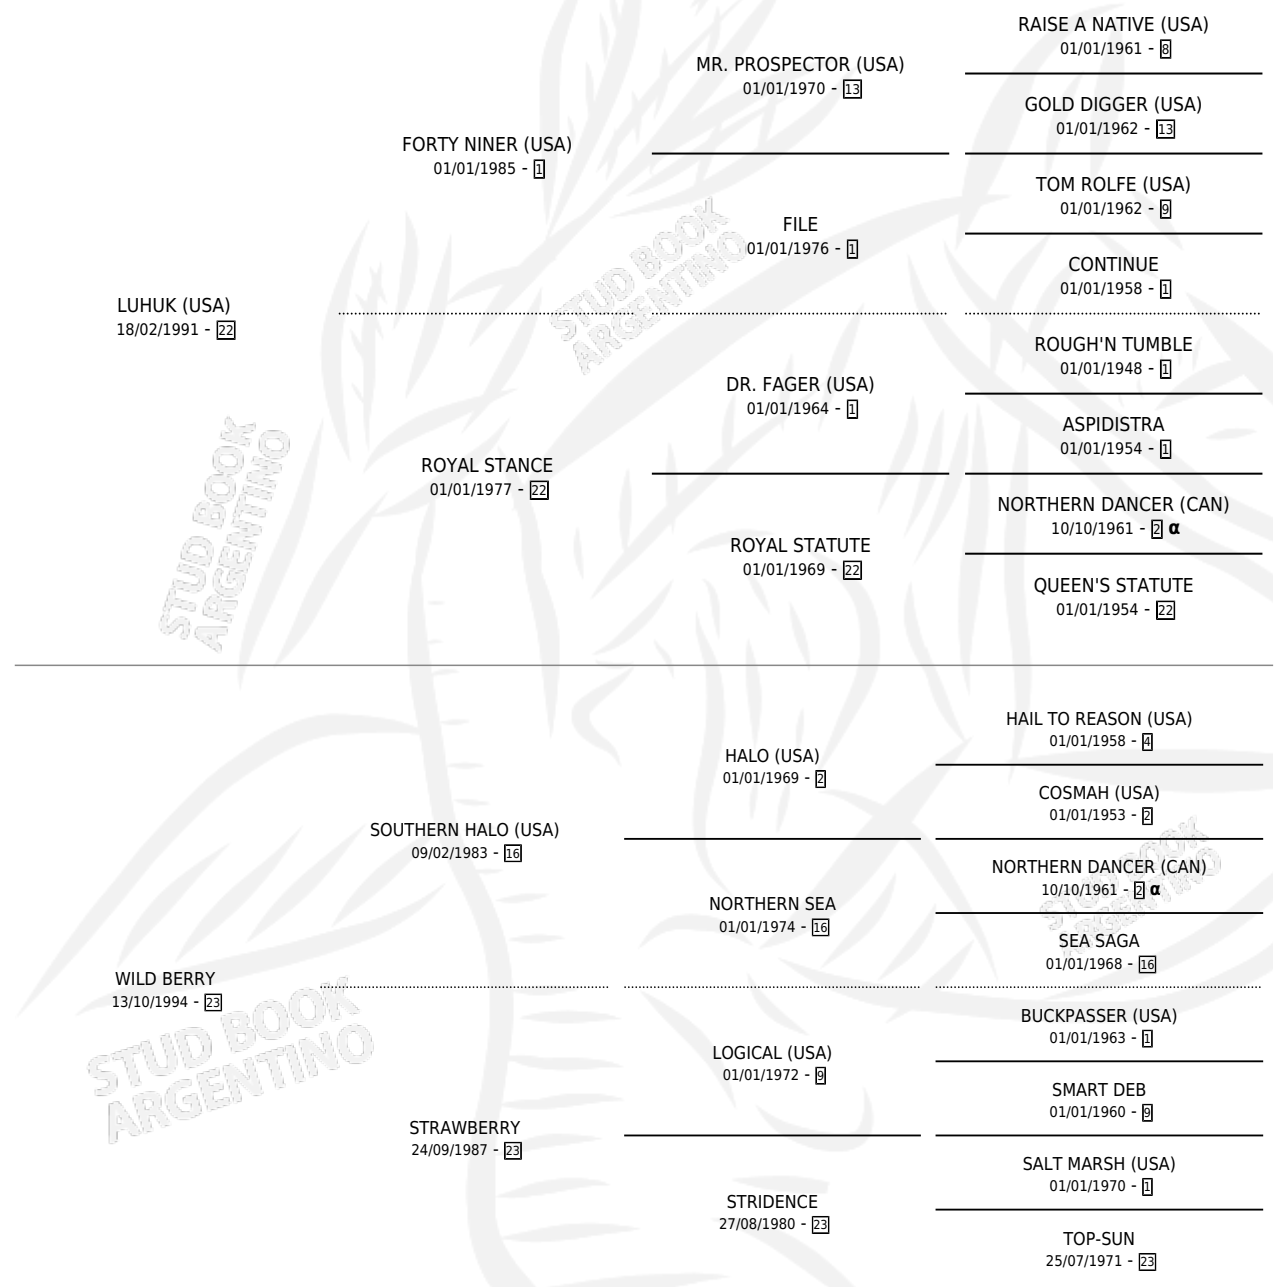 RAISE A NATIVE (USA)
01/01/1961 - 8
MR. PROSPECTOR (USA)
01/01/1970 - 13
GOLD DIGGER (USA)
01/01/1962 - 13
FORTY NINER (USA)
01/01/1985 - 1
TOM ROLFE (USA)
01/01/1962 - 9
FILE
01/01/1976 - 1
CONTINUE
01/01/1958 - 1
LUHUK (USA)
18/02/1991 - 22
ROUGH'N TUMBLE
01/01/1948 - 1
DR. FAGER (USA)
01/01/1964 - 1
ASPIDISTRA
01/01/1954 - 1
ROYAL STANCE
01/01/1977 - 22
NORTHERN DANCER (CAN)
10/10/1961 - 2 α
ROYAL STATUTE
01/01/1969 - 22
QUEEN'S STATUTE
01/01/1954 - 22
HAIL TO REASON (USA)
01/01/1958 - 4
HALO (USA)
01/01/1969 - 2
COSMAH (USA)
01/01/1953 - 2
SOUTHERN HALO (USA)
09/02/1983 - 16
NORTHERN DANCER (CAN)
10/10/1961 - 2 α
NORTHERN SEA
01/01/1974 - 16
SEA SAGA
01/01/1968 - 16
WILD BERRY
13/10/1994 - 23
BUCKPASSER (USA)
01/01/1963 - 1
LOGICAL (USA)
01/01/1972 - 9
SMART DEB
01/01/1960 - 9
STRAWBERRY
24/09/1987 - 23
SALT MARSH (USA)
01/01/1970 - 1
STRIDENCE
27/08/1980 - 23
TOP-SUN
25/07/1971 - 23
STUD BOOK
ARGENTINO
STUD BOOK
ARGENTINO
STUD BOOK
ARGENTINO
STUD BOOK
ARGENTINO